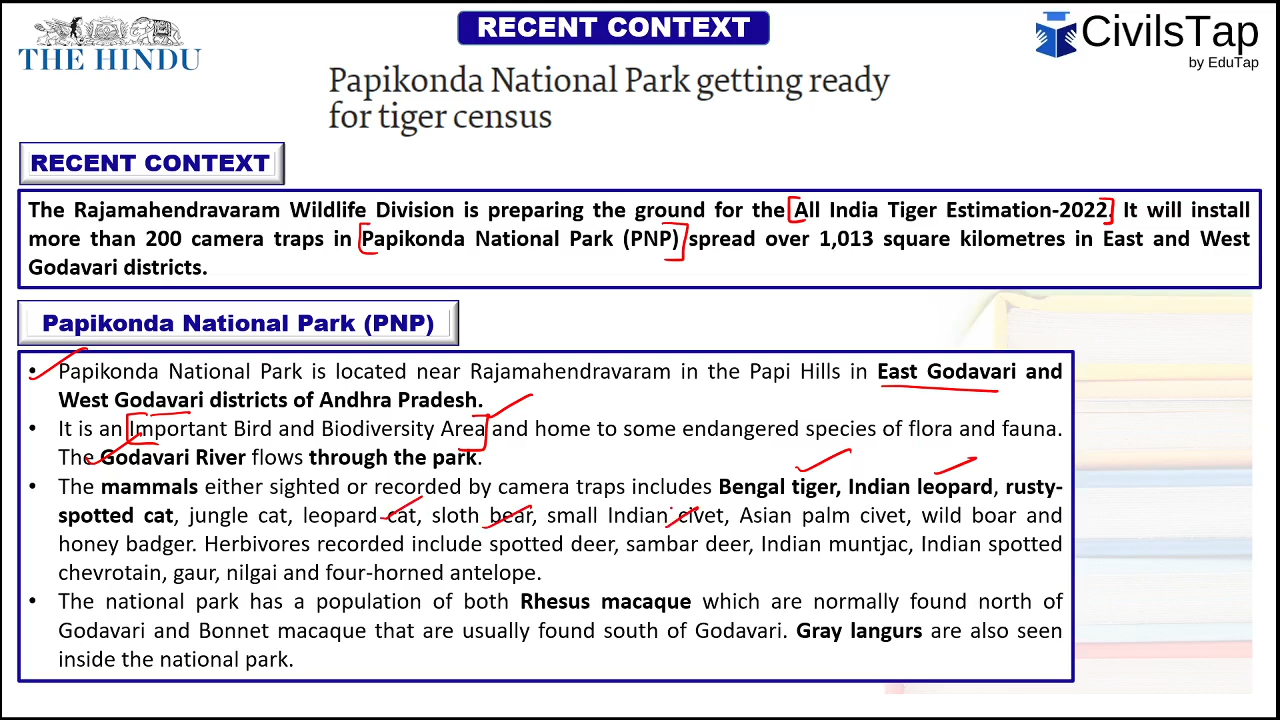 RECENT CONTEXT
THE HINDU
CivilsTap
by EduTap
Papikonda National Park getting ready
for tiger census
RECENT CONTEXT
The Rajamahendravaram Wildlife Division is preparing the ground for the All India Tiger Estimation-2022. It will install
more than 200 camera traps in Papikonda National Park (PNP) spread over 1,013 square kilometres in East and West
Godavari districts.
Papikonda National Park (PNP)
• Papikonda National Park is located near Rajamahendravaram in the Papi Hills in East Godavari and
West Godavari districts of Andhra Pradesh.
• It is an Important Bird and Biodiversity Area and home to some endangered species of flora and fauna.
The Godavari River flows through the park.
• The mammals either sighted or recorded by camera traps includes Bengal tiger, Indian leopard, rusty-
spotted cat, jungle cat, leopard cat, sloth bear, small Indian civet, Asian palm civet, wild boar and
honey badger. Herbivores recorded include spotted deer, sambar deer, Indian muntjac, Indian spotted
chevrotain, gaur, nilgai and four-horned antelope.
• The national park has a population of both Rhesus macaque which are normally found north of
Godavari and Bonnet macaque that are usually found south of Godavari. Gray langurs are also seen
inside the national park.